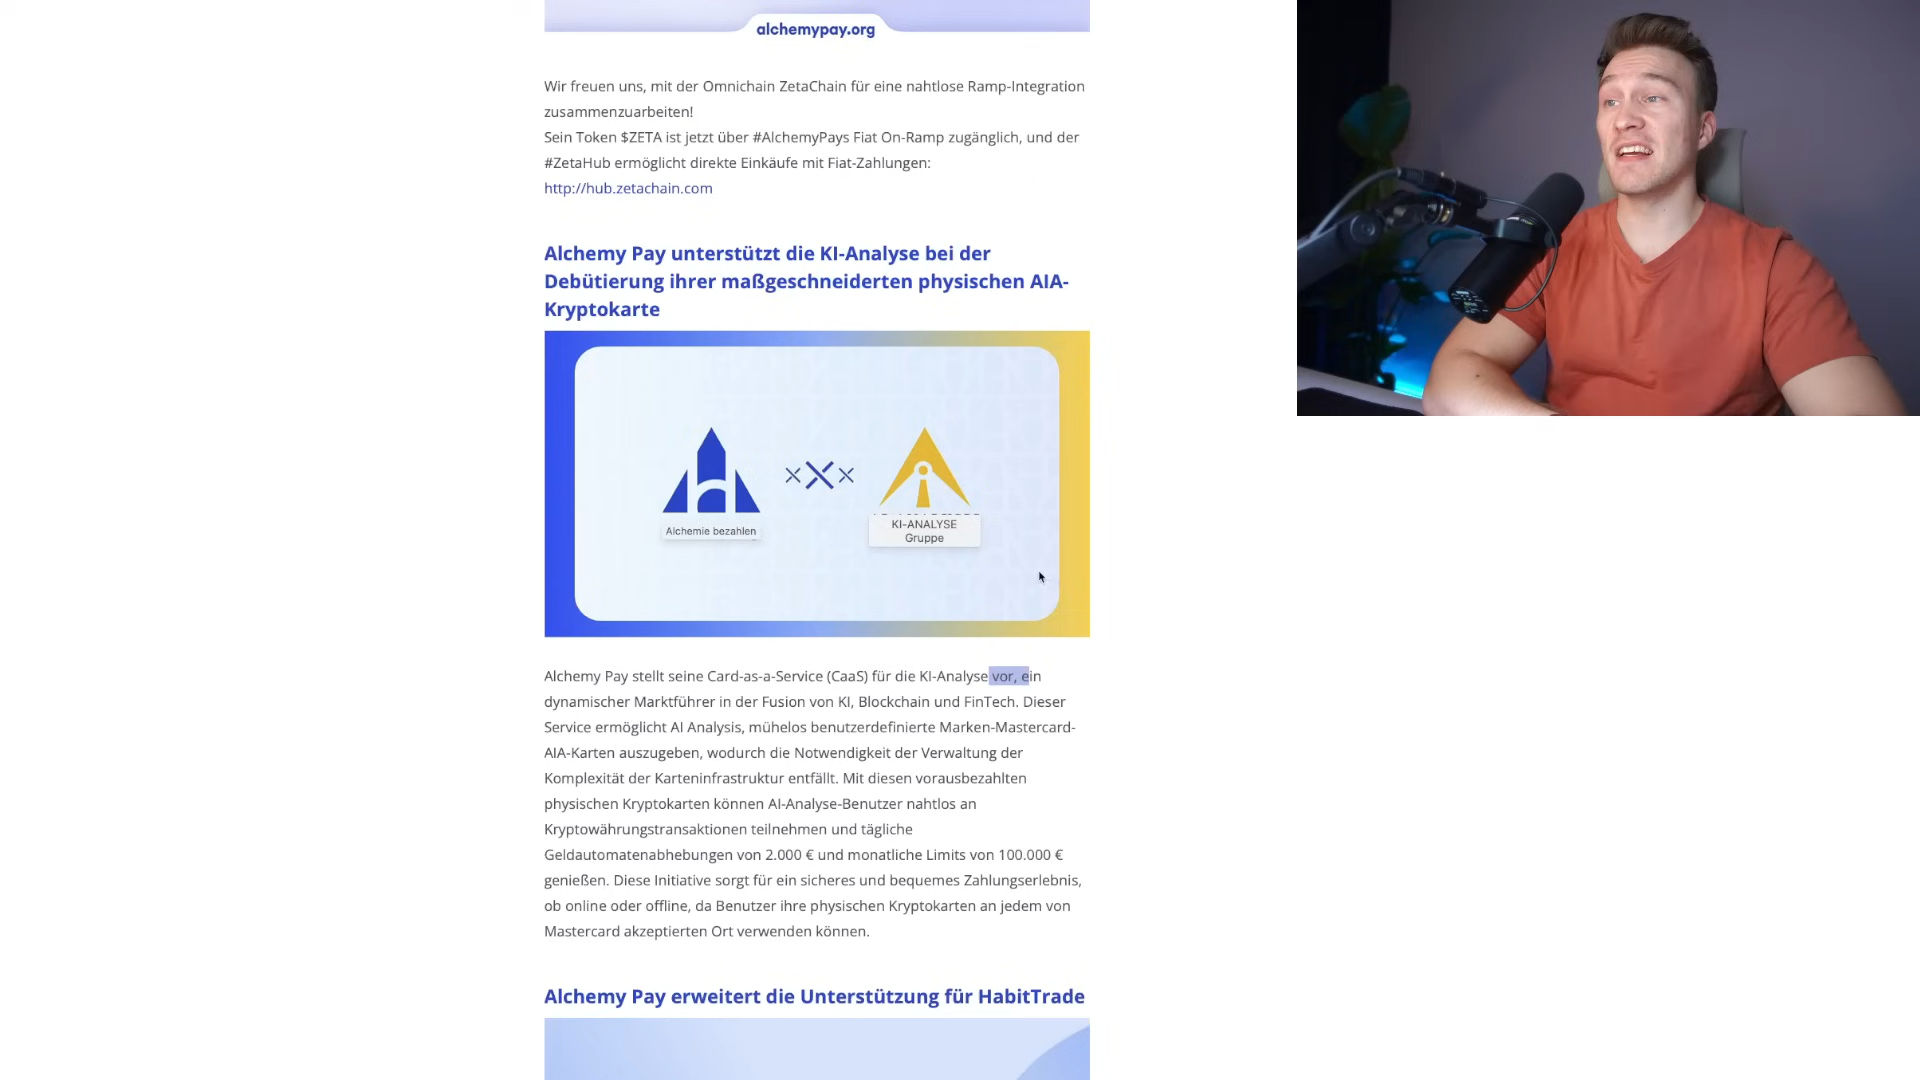 alchemypay.org
Wir freuen uns, mit der Omnichain ZetaChain für eine nahtlose Ramp-Integration
zusammenzuarbeiten!
Sein Token $ZETA ist jetzt über #AlchemyPays Fiat On-Ramp zugänglich, und der
#ZetaHub ermöglicht direkte Einkäufe mit Fiat-Zahlungen:
http://hub.zetachain.com
Alchemy Pay unterstützt die KI-Analyse bei der
Debütierung ihrer maßgeschneiderten physischen AIA-
Kryptokarte
Alchemie bezahlen
KI-ANALYSE
Gruppe
Alchemy Pay stellt seine Card-as-a-Service (CaaS) für die KI-Analyse vor, ein
dynamischer Marktführer in der Fusion von KI, Blockchain und FinTech. Dieser
Service ermöglicht AI Analysis, mühelos benutzerdefinierte Marken-Mastercard-
AIA-Karten auszugeben, wodurch die Notwendigkeit der Verwaltung der
Komplexität der Karteninfrastruktur entfällt. Mit diesen vorausbezahlten
physischen Kryptokarten können AI-Analyse-Benutzer nahtlos an
Kryptowährungstransaktionen teilnehmen und tägliche
Geldautomatenabhebungen von 2.000 € und monatliche Limits von 100.000 €
genießen. Diese Initiative sorgt für ein sicheres und bequemes Zahlungserlebnis,
ob online oder offline, da Benutzer ihre physischen Kryptokarten an jedem von
Mastercard akzeptierten Ort verwenden können.
Alchemy Pay erweitert die Unterstützung für HabitTrade